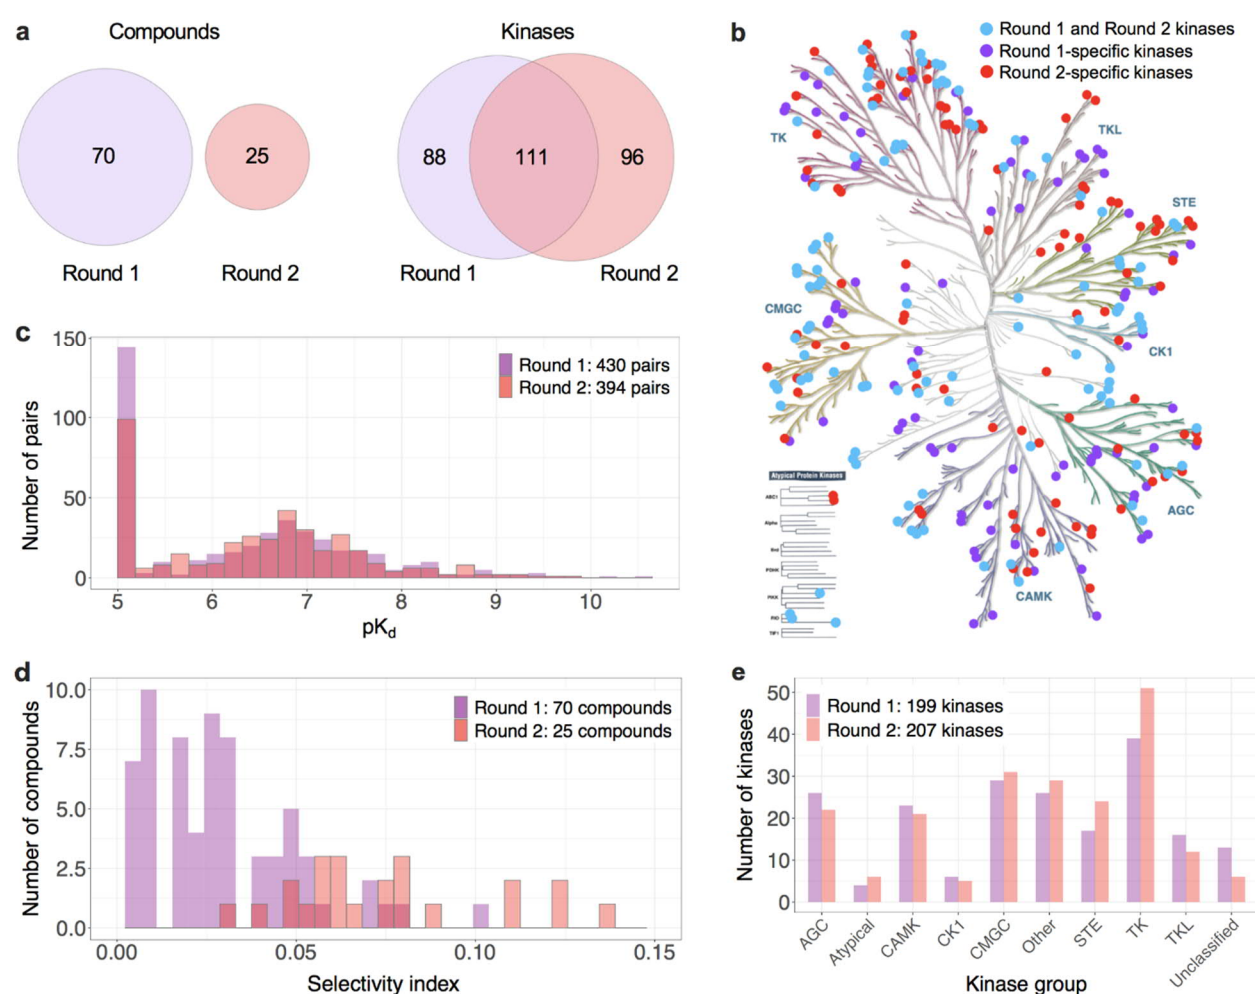 a
Compounds
Kinases
70
25
88
111
96
Round 1
Round 2
Round 1
Round 2
b
Round 1 and Round 2 kinases
Round 1-specific kinases
Round 2-specific kinases
TK
TKL
STE
CMGC
CK1
AGC
CAMK
Atypical Protein Kinases
ABC1
Alpha
PDHK
PIKK
RIO
TIF1
c
150
100
50
0
Number of pairs
Round 1: 430 pairs
Round 2: 394 pairs
5 6 7 8 9 10
pKd
d
10.0
7.5
5.0
2.5
0.0
Number of compounds
Round 1: 70 compounds
Round 2: 25 compounds
0.00 0.05 0.10 0.15
Selectivity index
e
50
40
30
20
10
0
Number of kinases
Round 1: 199 kinases
Round 2: 207 kinases
AGC
Atypical
CAMK
CK1
CMGC
Other
STE
TK
TKL
Unclassified
Kinase group